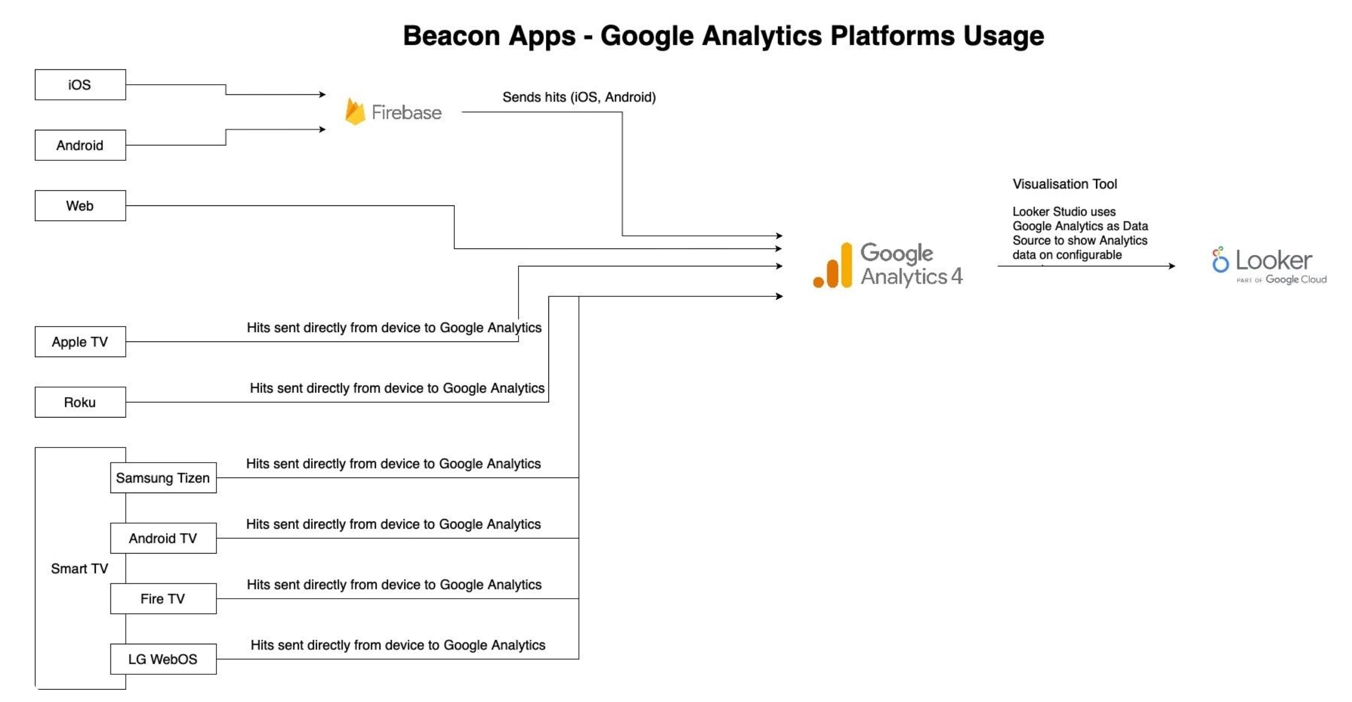 Beacon Apps - Google Analytics Platforms Usage
iOS
Firebase
Sends hits (iOS, Android)
Android
Web
Visualisation Tool
Looker Studio uses
Google Analytics as Data
Source to show Analytics
data on configurable
Google
Analytics 4
Looker
PART OF Google Cloud
Apple TV
Hits sent directly from device to Google Analytics
Roku
Hits sent directly from device to Google Analytics
Smart TV
Samsung Tizen
Hits sent directly from device to Google Analytics
Android TV
Hits sent directly from device to Google Analytics
Fire TV
Hits sent directly from device to Google Analytics
LG WebOS
Hits sent directly from device to Google Analytics